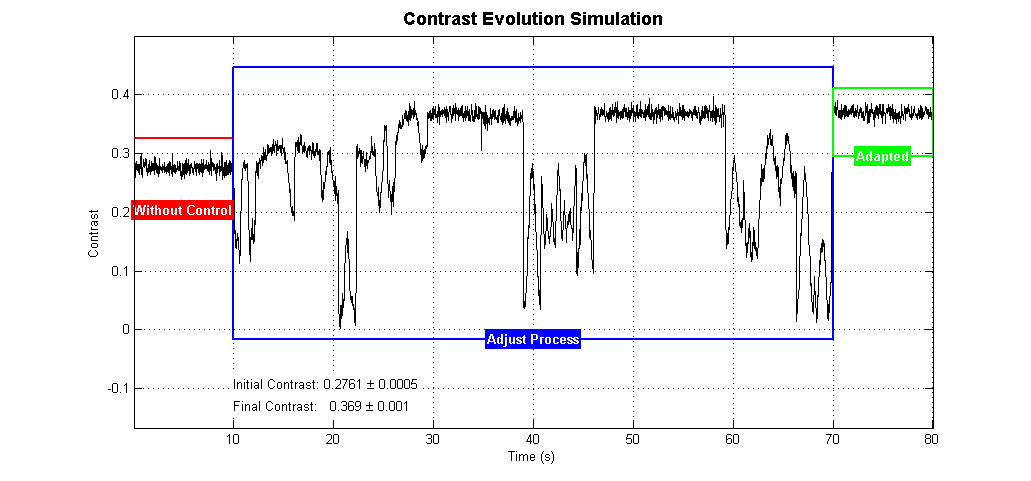 Contrast Evolution Simulation
0.4
0.3
0.2
0.1
0
-0.1
Contrast
Without Control
Adjust Process
Adapted
Initial Contrast: 0.2761 ± 0.0005
Final Contrast: 0.369 ± 0.001
10 20 30 40 50 60 70 80
Time (s)